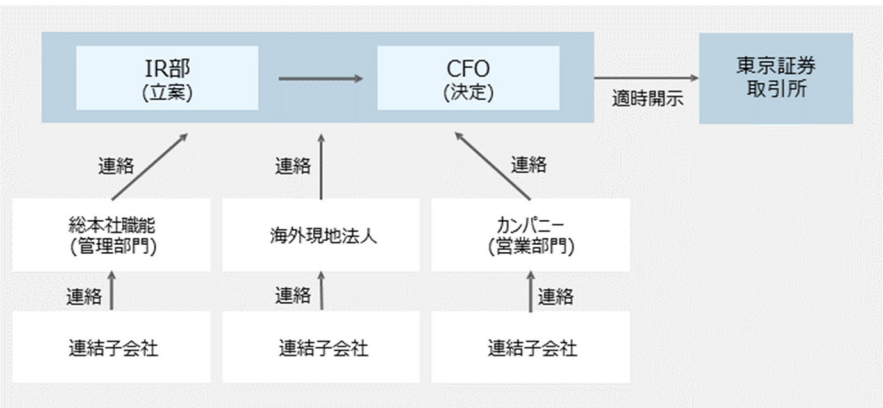 IR部
(立案)
CFO
(決定)
東京証券
取引所
適時開示
連絡
連絡
連絡
総本社職能
(管理部門)
海外現地法人
カンパニー
(営業部門)
連絡
連絡
連絡
連結子会社
連結子会社
連結子会社